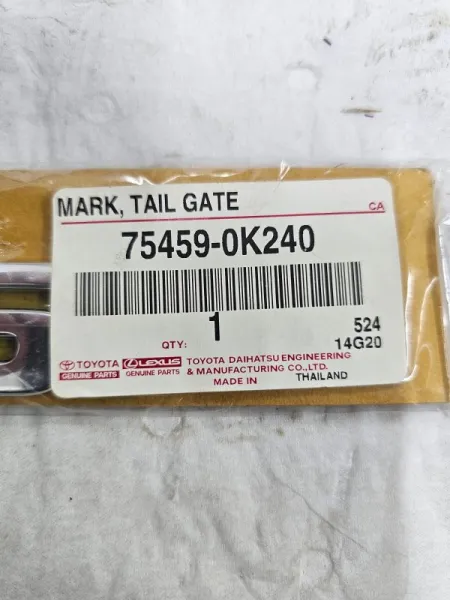 MARK, TAIL GATE
CA
75459-0K240
QTY: 1
524
14G20
TOYOTA GENUINE PARTS
LEXUS GENUINE PARTS
TOYOTA DAIHATSU ENGINEERING
& MANUFACTURING CO.,LTD.
MADE IN THAILAND